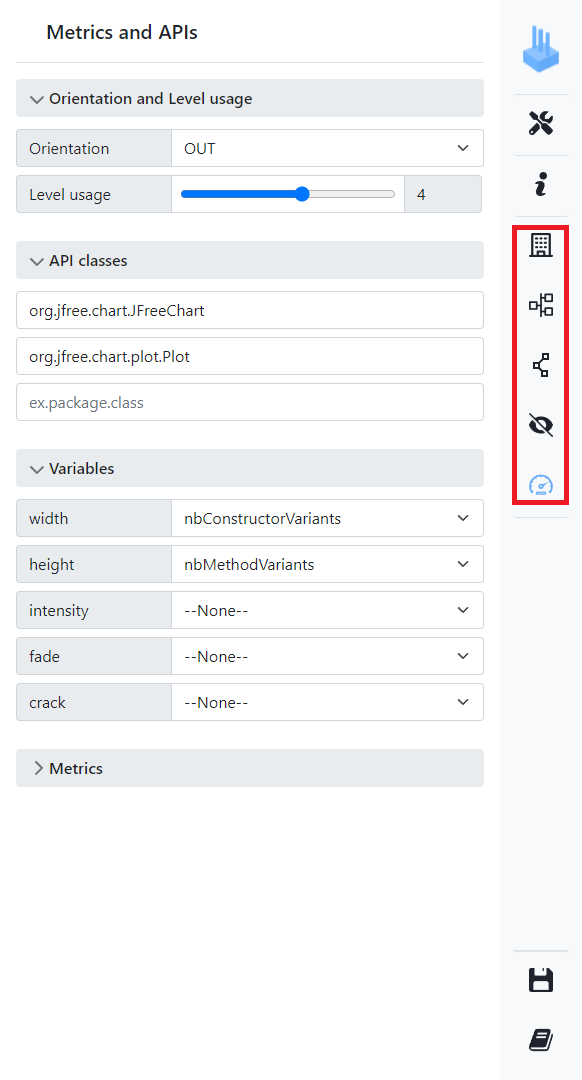 Metrics and APIs
Orientation and Level usage
Orientation OUT
Level usage 4
API classes
org.jfree.chart.JFreeChart
org.jfree.chart.plot.Plot
ex.package.class
Variables
width nbConstructorVariants
height nbMethodVariants
intensity --None--
fade --None--
crack --None--
Metrics